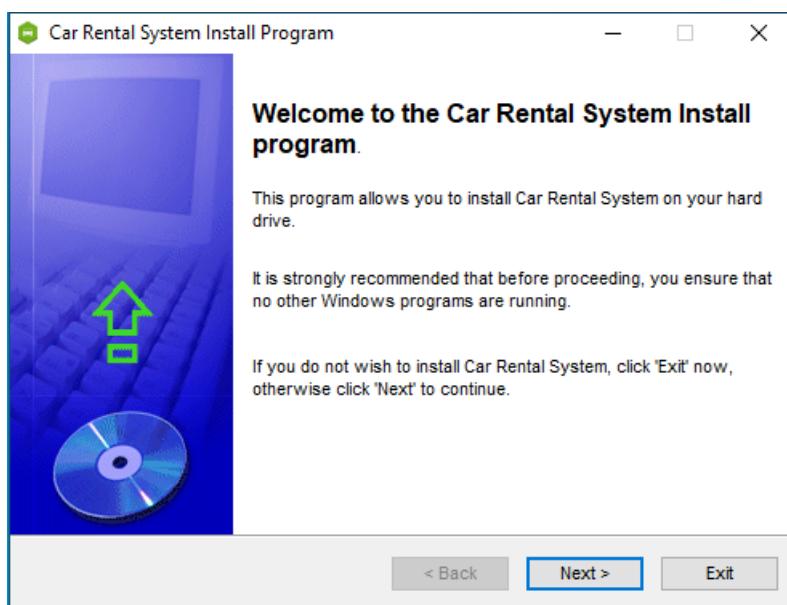 Car Rental System Install Program
Welcome to the Car Rental System Install
program.
This program allows you to install Car Rental System on your hard
drive.
It is strongly recommended that before proceeding, you ensure that
no other Windows programs are running.
If you do not wish to install Car Rental System, click 'Exit' now,
otherwise click 'Next' to continue.
< Back Next > Exit